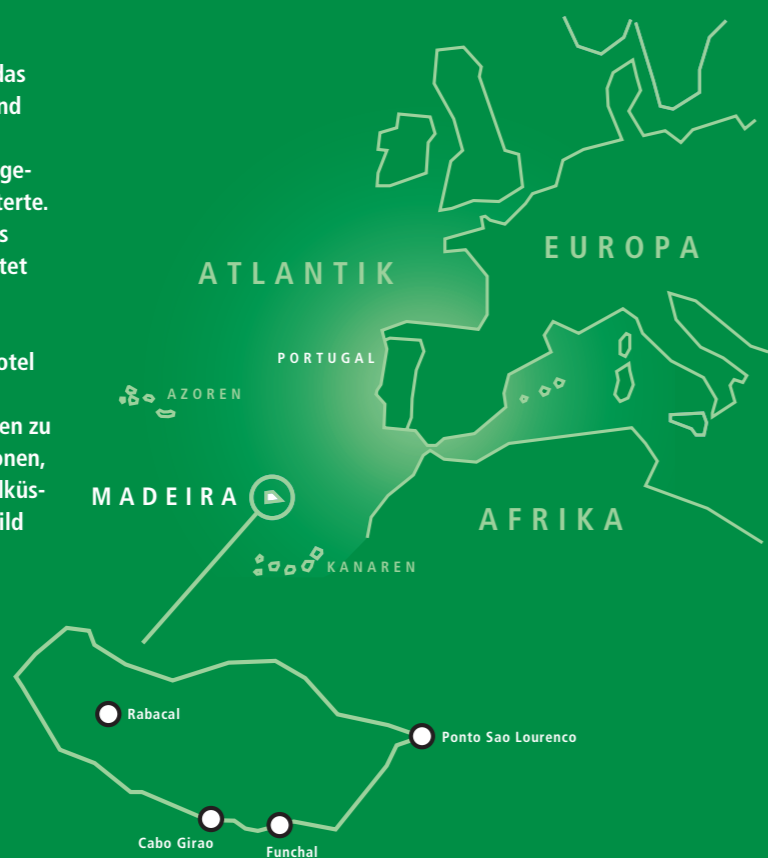 las
nd
ge-
terte.
s
tet
otel
en zu
onen,
lküs-
ild
ATLANTIK
EUROPA
PORTUGAL
AZOREN
MADEIRA
AFRIKA
KANAREN
Rabacal
Ponto Sao Lourenco
Cabo Girao
Funchal